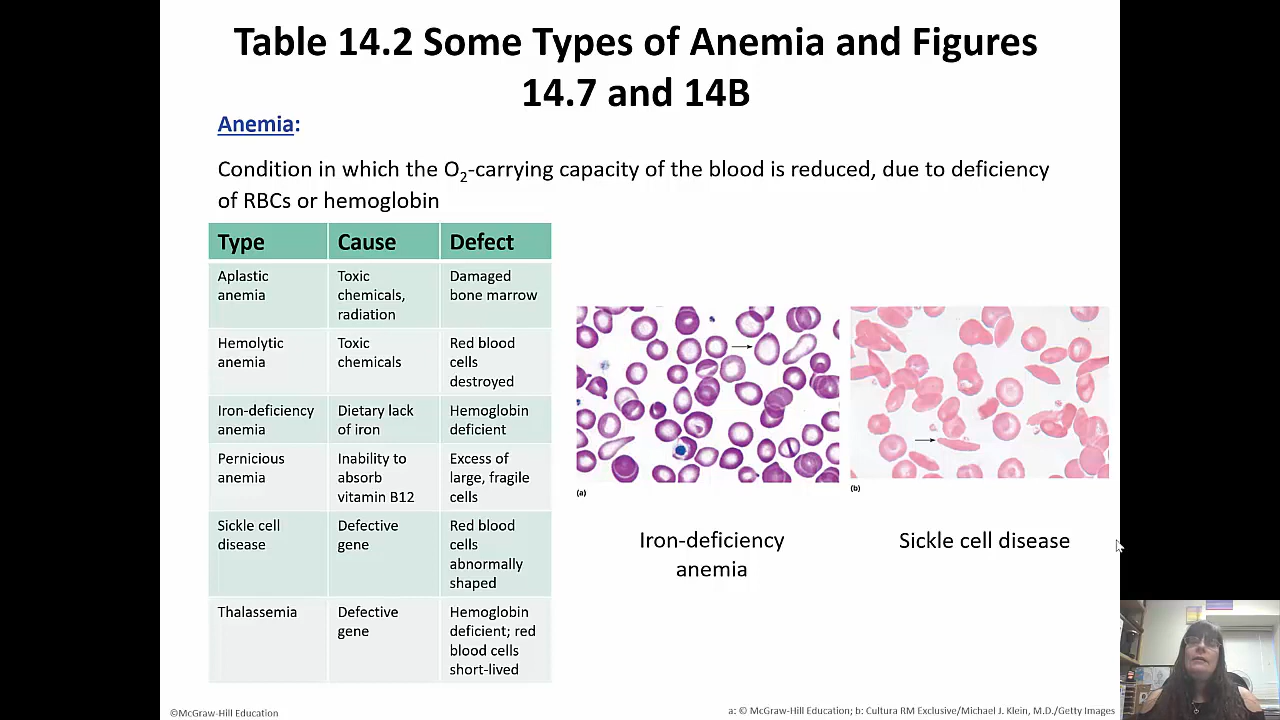 Table 14.2 Some Types of Anemia and Figures
14.7 and 14B
Anemia:
Condition in which the O₂-carrying capacity of the blood is reduced, due to deficiency
of RBCs or hemoglobin
Type
Cause
Defect
Aplastic
anemia
Toxic
chemicals,
radiation
Damaged
bone marrow
Hemolytic
anemia
Toxic
chemicals
Red blood
cells
destroyed
Iron-deficiency
anemia
Dietary lack
of iron
Hemoglobin
deficient
Pernicious
anemia
Inability to
absorb
vitamin B12
Excess of
large, fragile
cells
Sickle cell
disease
Defective
gene
Red blood
cells
abnormally
shaped
Thalassemia
Defective
gene
Hemoglobin
deficient; red
blood cells
short-lived
(a)
(b)
Iron-deficiency
anemia
Sickle cell disease
©McGraw-Hill Education
a: © McGraw-Hill Education; b: Cultura RM Exclusive/Michael J. Klein, M.D./Getty Images